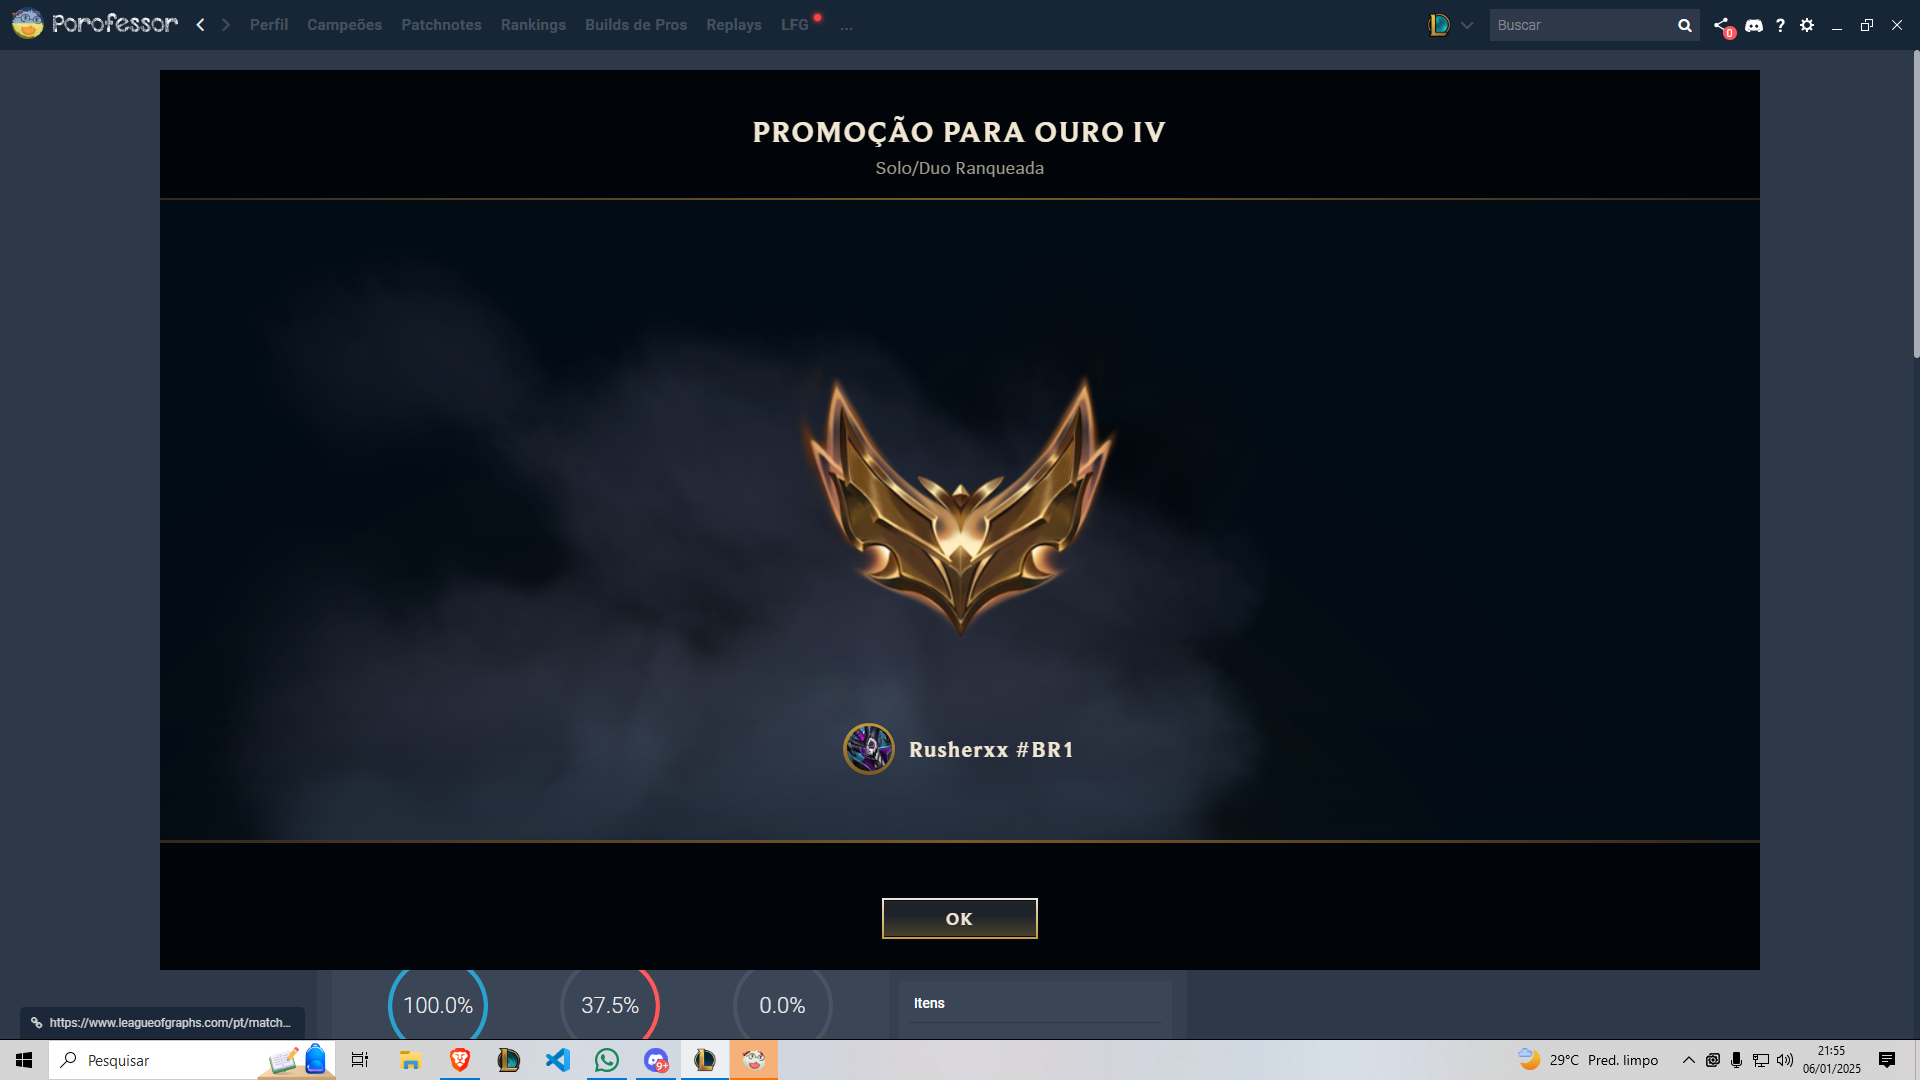 Porofessor
Perfil Campeões Patchnotes Rankings Builds de Pros Replays LFG ...
Buscar
0
PROMOÇÃO PARA OURO IV
Solo/Duo Ranqueada
Rusherxx #BR1
OK
100.0% 37.5% 0.0%
Itens
https://www.leagueofgraphs.com/pt/match...
Pesquisar
9+
29°C Pred. limpo
21:55
06/01/2025